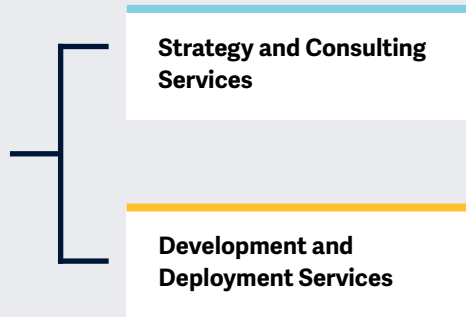 Strategy and Consulting
Services
Development and
Deployment Services